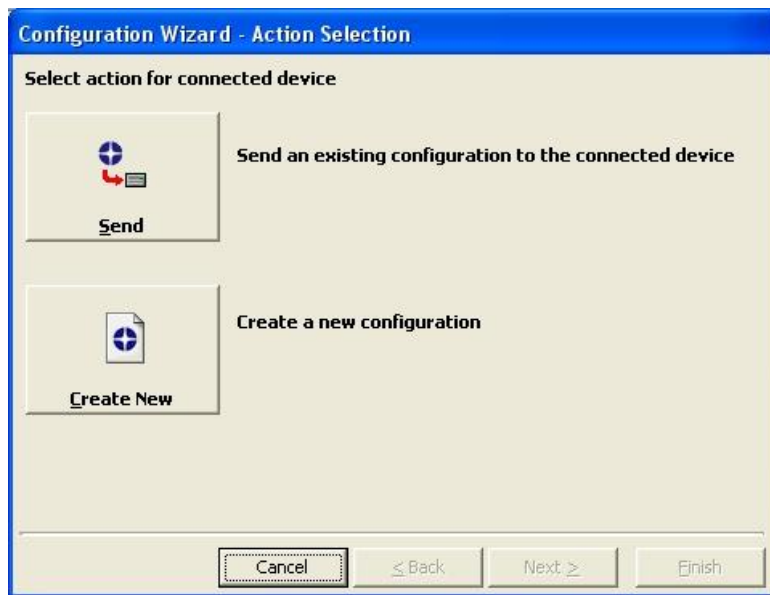 Configuration Wizard - Action Selection
Select action for connected device
Send an existing configuration to the connected device
Send
Create a new configuration
Create New
Cancel
< Back
Next >
Finish